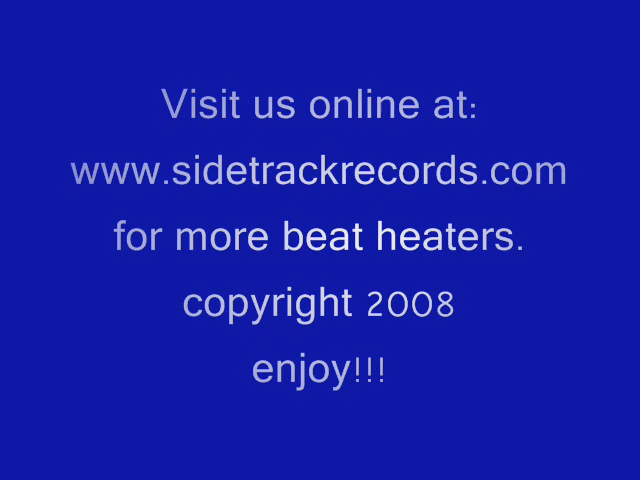 Visit us online at:
www.sidetrackrecords.com
for more beat heaters.
copyright 2008
enjoy!!!